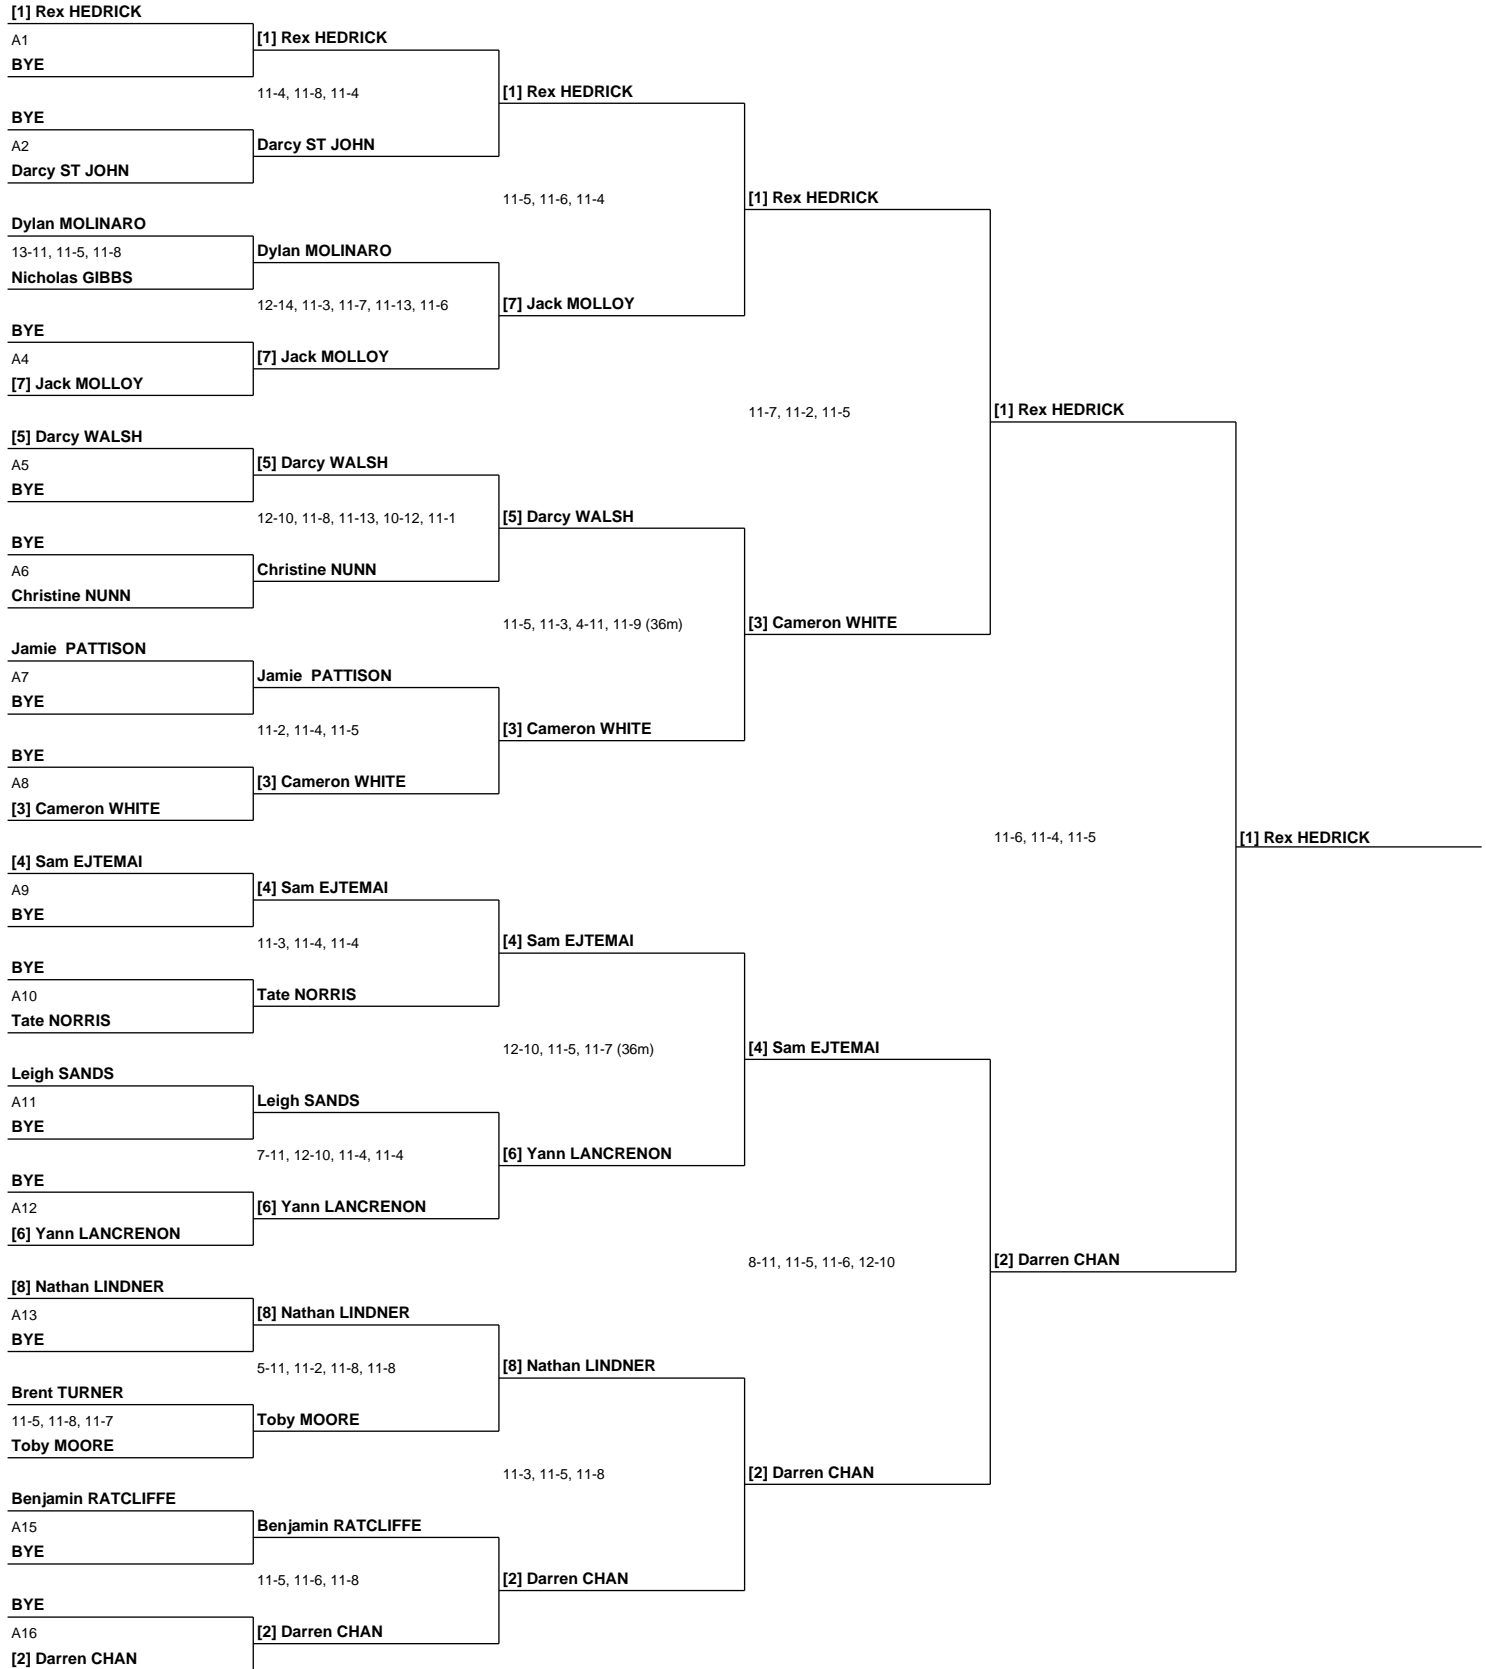 [1] Rex HEDRICK
A1
BYE
BYE
A2
Darcy ST JOHN
Dylan MOLINARO
13-11, 11-5, 11-8
Nicholas GIBBS
BYE
A4
[7] Jack MOLLOY
[5] Darcy WALSH
A5
BYE
BYE
A6
Christine NUNN
Jamie  PATTISON
A7
BYE
BYE
A8
[3] Cameron WHITE
[4] Sam EJTEMAI
A9
BYE
BYE
A10
Tate NORRIS
Leigh SANDS
A11
BYE
BYE
A12
[6] Yann LANCRENON
[8] Nathan LINDNER
A13
BYE
Brent TURNER
11-5, 11-8, 11-7
Toby MOORE
Benjamin RATCLIFFE
A15
BYE
BYE
A16
[2] Darren CHAN
[1] Rex HEDRICK
11-4, 11-8, 11-4
Darcy ST JOHN
Dylan MOLINARO
12-14, 11-3, 11-7, 11-13, 11-6
[7] Jack MOLLOY
[5] Darcy WALSH
12-10, 11-8, 11-13, 10-12, 11-1
Christine NUNN
Jamie  PATTISON
11-2, 11-4, 11-5
[3] Cameron WHITE
[4] Sam EJTEMAI
11-3, 11-4, 11-4
Tate NORRIS
Leigh SANDS
7-11, 12-10, 11-4, 11-4
[6] Yann LANCRENON
[8] Nathan LINDNER
5-11, 11-2, 11-8, 11-8
Toby MOORE
Benjamin RATCLIFFE
11-5, 11-6, 11-8
[2] Darren CHAN
[1] Rex HEDRICK
11-5, 11-6, 11-4
[7] Jack MOLLOY
[5] Darcy WALSH
11-5, 11-3, 4-11, 11-9 (36m)
[3] Cameron WHITE
[4] Sam EJTEMAI
12-10, 11-5, 11-7 (36m)
[6] Yann LANCRENON
[8] Nathan LINDNER
11-3, 11-5, 11-8
[2] Darren CHAN
[1] Rex HEDRICK
11-7, 11-2, 11-5
[3] Cameron WHITE
[4] Sam EJTEMAI
8-11, 11-5, 11-6, 12-10
[2] Darren CHAN
[1] Rex HEDRICK
11-6, 11-4, 11-5
[2] Darren CHAN
[1] Rex HEDRICK